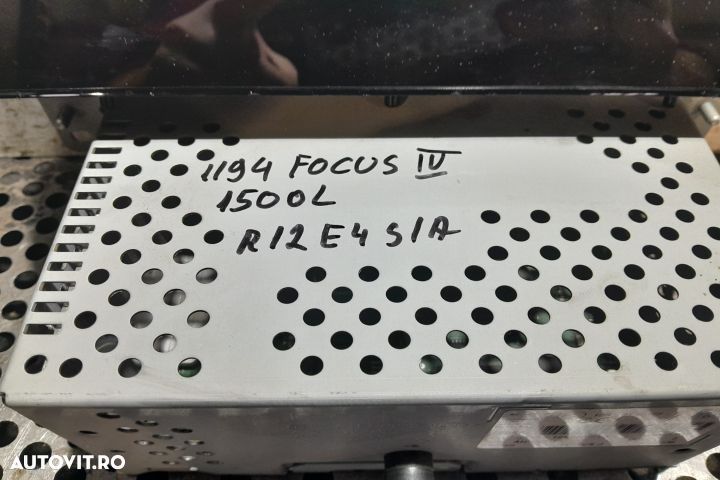 1194 FOCUS IV
1500L
R12E4S1A
AUTOVIT.RO